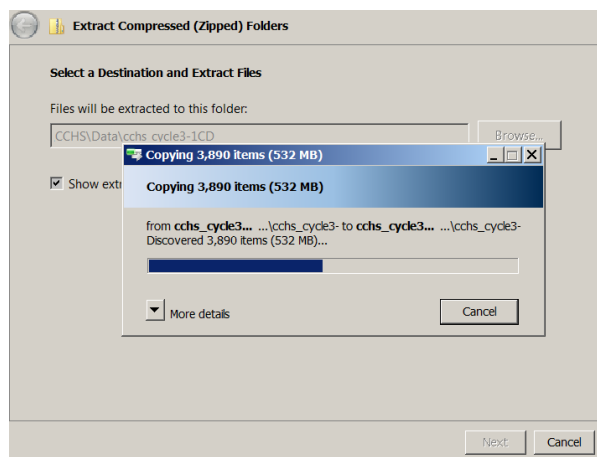 Extract Compressed (Zipped) Folders
Select a Destination and Extract Files
Files will be extracted to this folder:
CCHS\Data\cchs_cycle3-1CD
Browse...
Show extr
Copying 3,890 items (532 MB)
Copying 3,890 items (532 MB)
from cchs_cycle3... ...\cchs_cycle3- to cchs_cycle3... ...\cchs_cycle3-
Discovered 3,890 items (532 MB)...
More details
Cancel
Next
Cancel